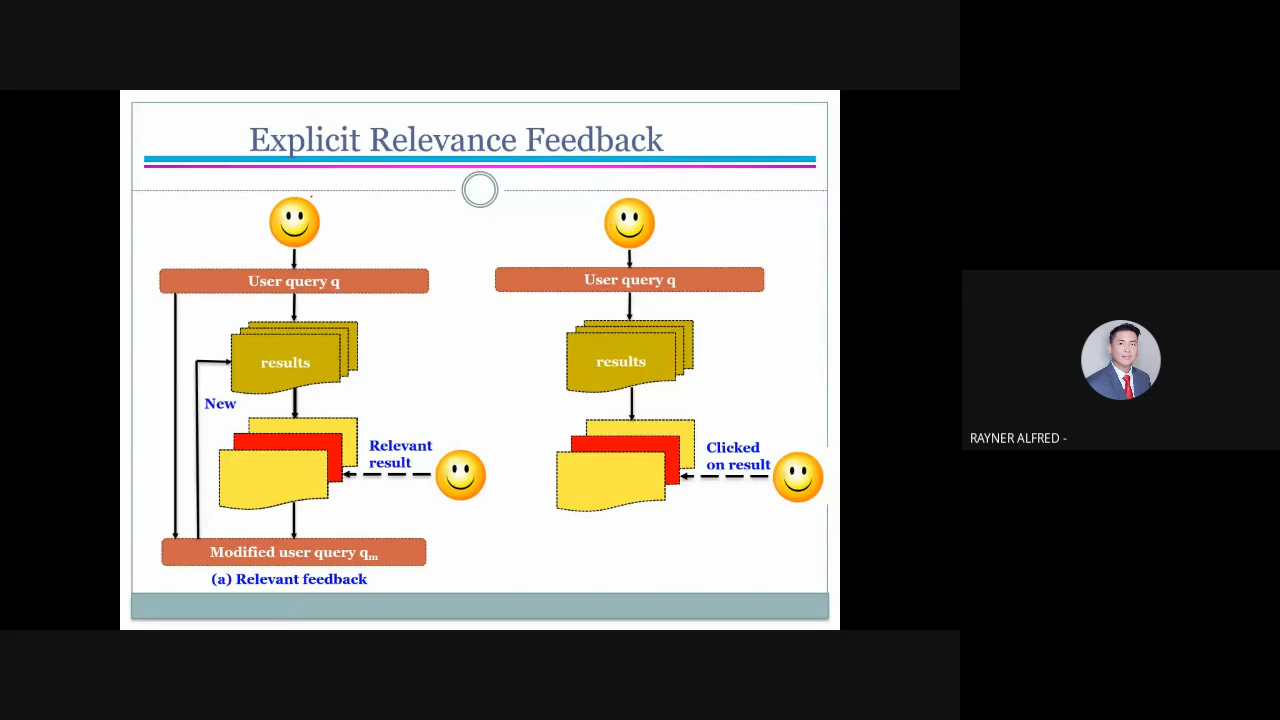 Explicit Relevance Feedback
User query q
results
New
Relevant
result
Modified user query qm
(a) Relevant feedback
User query q
results
Clicked
on result
RAYNER ALFRED -